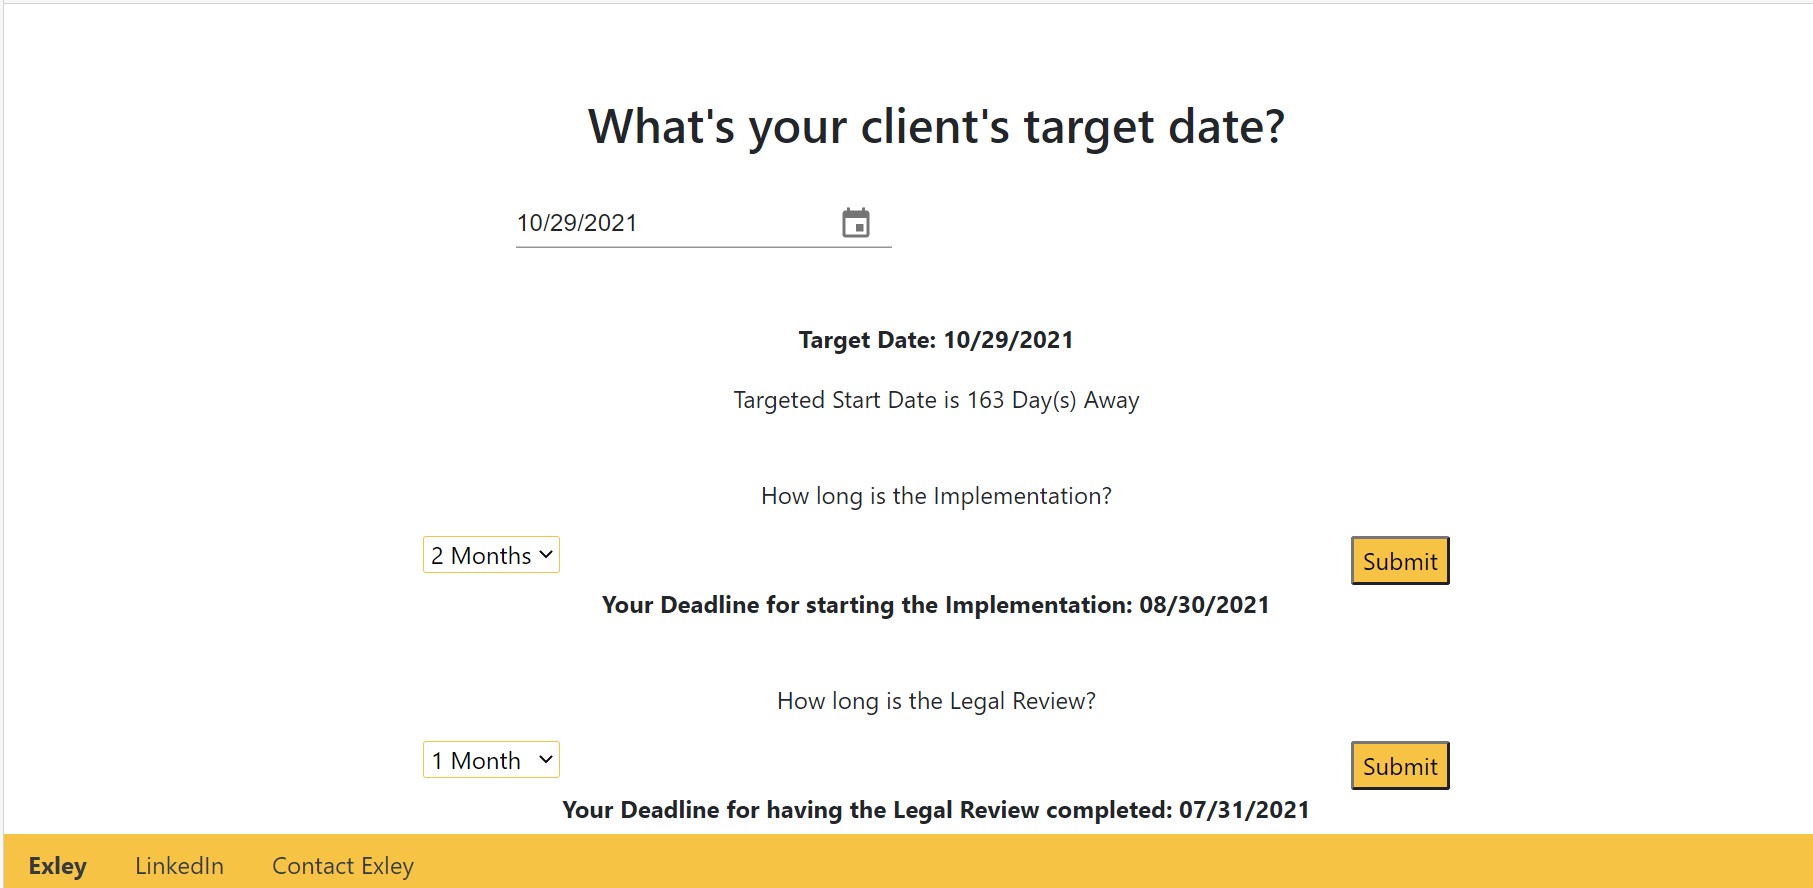 What's your client's target date?
10/29/2021
Target Date: 10/29/2021
Targeted Start Date is 163 Day(s) Away
How long is the Implementation?
2 Months
Submit
Your Deadline for starting the Implementation: 08/30/2021
How long is the Legal Review?
1 Month
Submit
Your Deadline for having the Legal Review completed: 07/31/2021
Exley LinkedIn Contact Exley